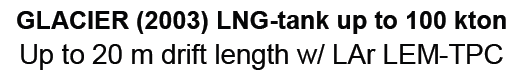 GLACIER (2003) LNG-tank up to 100 kton
Up to 20 m drift length w/ LAr LEM-TPC